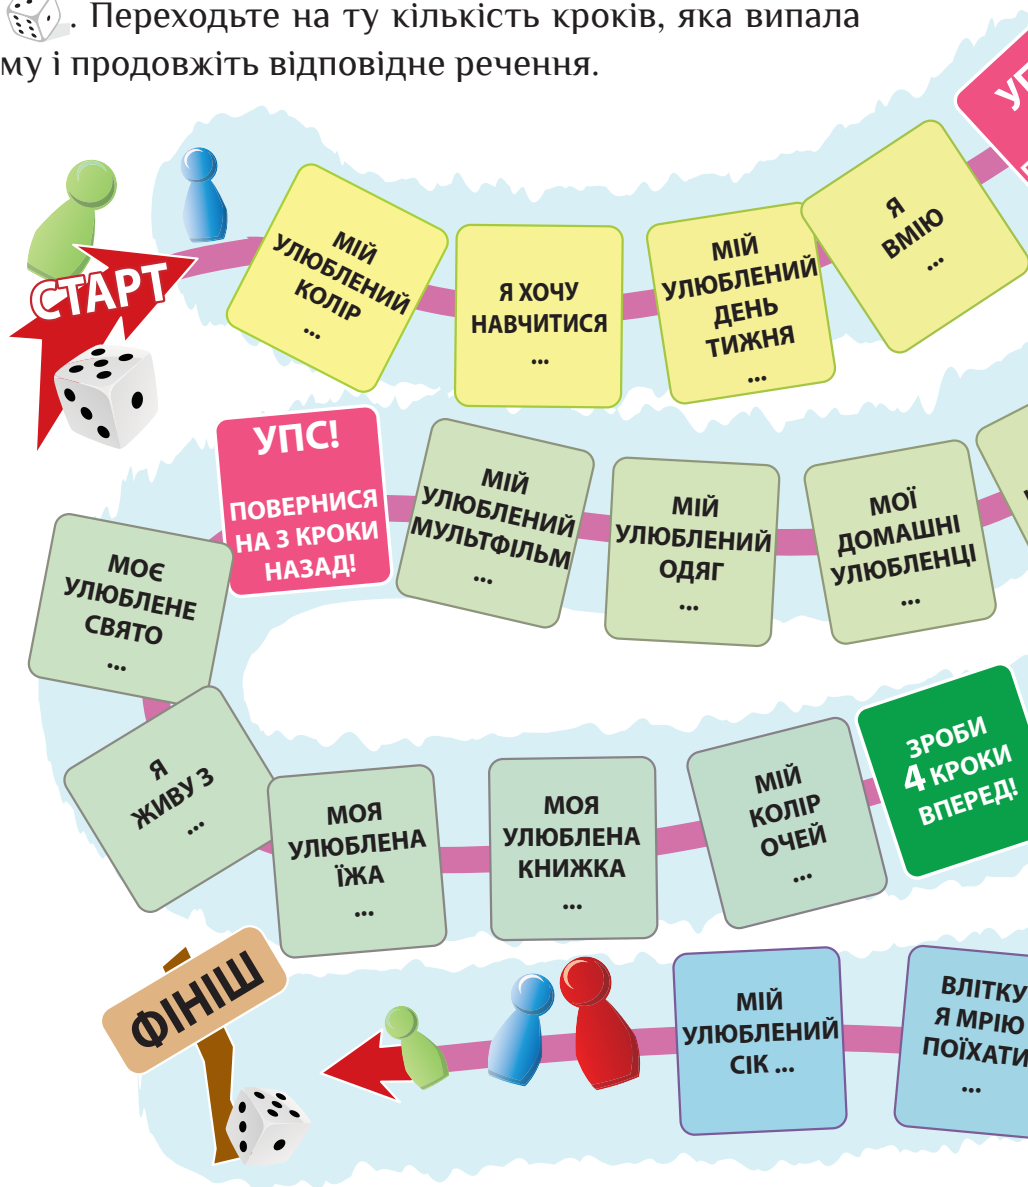 . Переходьте на ту кількість кроків, яка випала
му і продовжіть відповідне речення.
СТАРТ
МІЙ
УЛЮБЛЕНИЙ
КОЛІР
...
Я ХОЧУ
НАВЧИТИСЯ
...
МІЙ
УЛЮБЛЕНИЙ
ДЕНЬ
ТИЖНЯ
...
Я
ВМІЮ
...
МОЇ
ДОМАШНІ
УЛЮБЛЕНЦІ
...
МІЙ
УЛЮБЛЕНИЙ
ОДЯГ
...
МІЙ
УЛЮБЛЕНИЙ
МУЛЬТФІЛЬМ
...
УПС!
ПОВЕРНИСЯ
НА 3 КРОКИ
НАЗАД!
МОЄ
УЛЮБЛЕНЕ
СВЯТО
...
Я
ЖИВУ З
...
МОЯ
УЛЮБЛЕНА
ЇЖА
...
МОЯ
УЛЮБЛЕНА
КНИЖКА
...
МІЙ
КОЛІР
ОЧЕЙ
...
ЗРОБИ
4 КРОКИ
ВПЕРЕД!
ВЛІТКУ
Я МРІЮ
ПОЇХАТИ
...
МІЙ
УЛЮБЛЕНИЙ
СІК ...
ФІНІШ